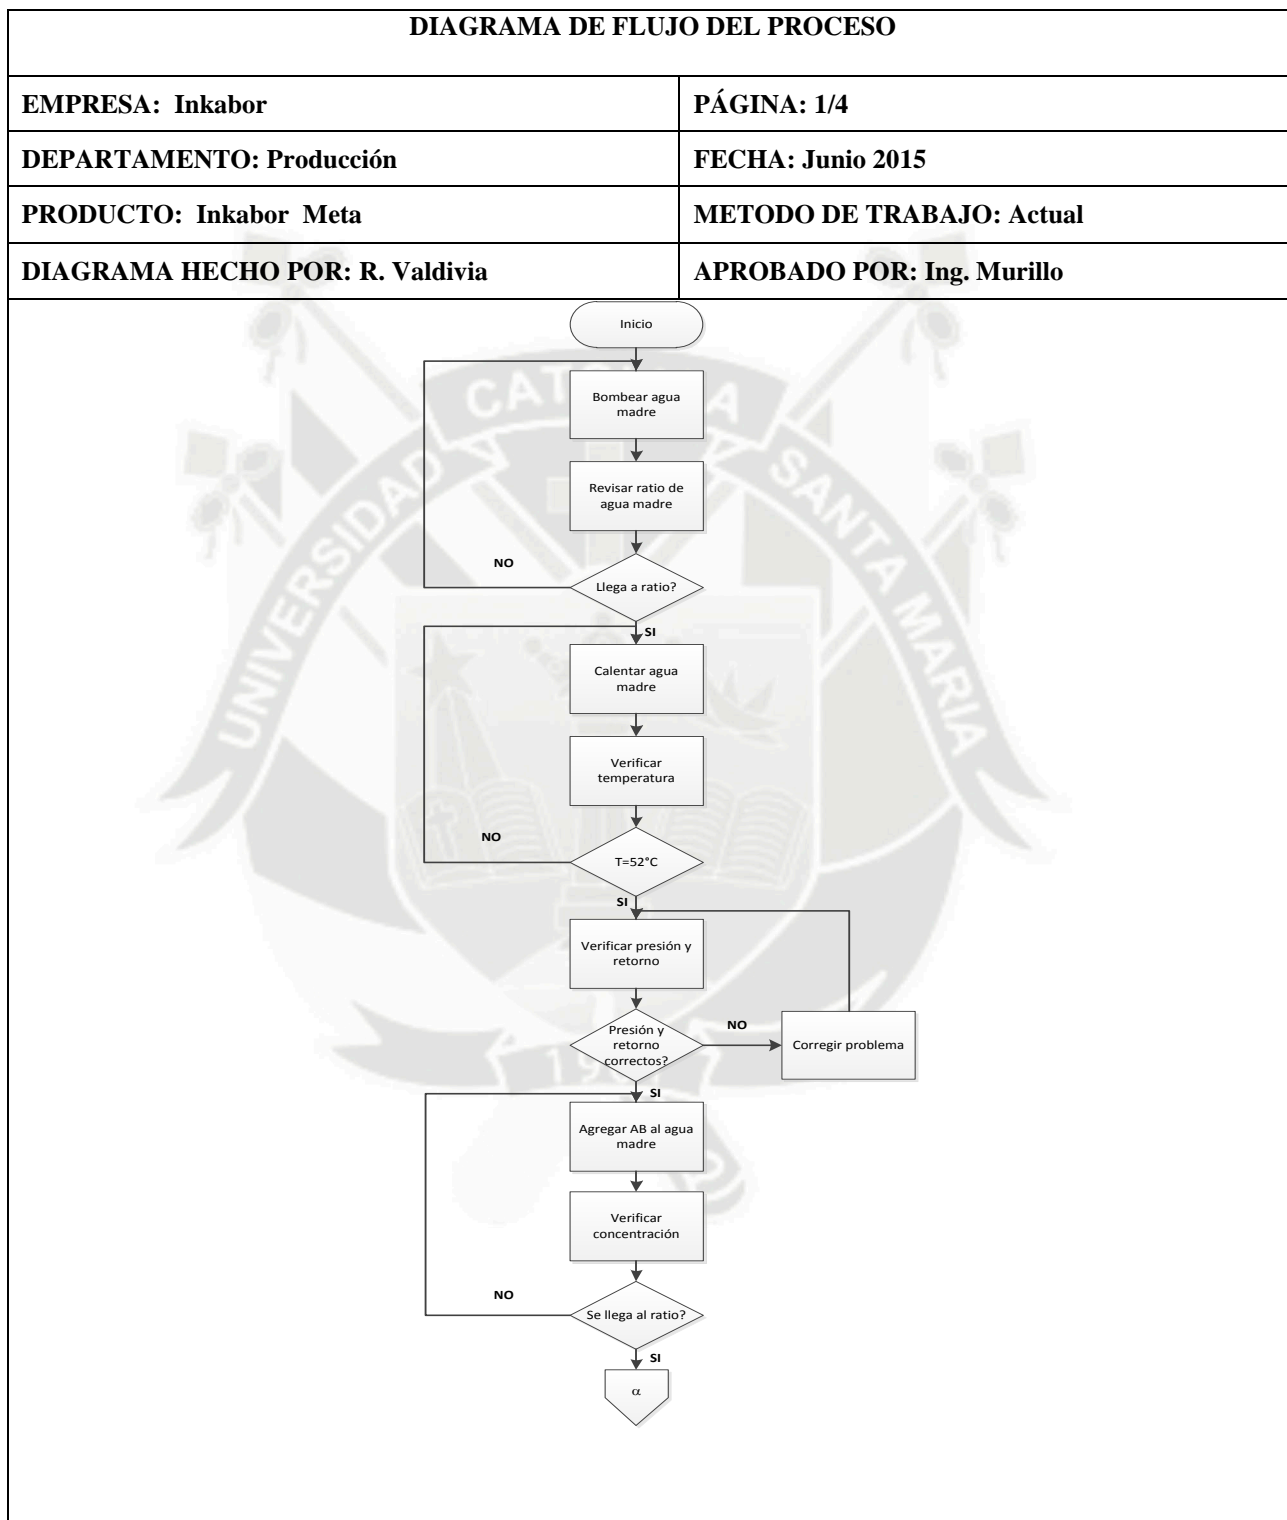 DIAGRAMA DE FLUJO DEL PROCESO
EMPRESA: Inkabor
PÁGINA: 1/4
DEPARTAMENTO: Producción
FECHA: Junio 2015
PRODUCTO: Inkabor Meta
METODO DE TRABAJO: Actual
DIAGRAMA HECHO POR: R. Valdivia
APROBADO POR: Ing. Murillo
Inicio
Bombear agua
madre
Revisar ratio de
agua madre
NO
Llega a ratio?
SI
Calentar agua
madre
Verificar
temperatura
NO
T=52°C
SI
Verificar presión y
retorno
Presión y
retorno
correctos?
NO
Corregir problema
SI
Agregar AB al agua
madre
Verificar
concentración
NO
Se llega al ratio?
SI
α
UNIVERSIDAD
SANTA MARIA